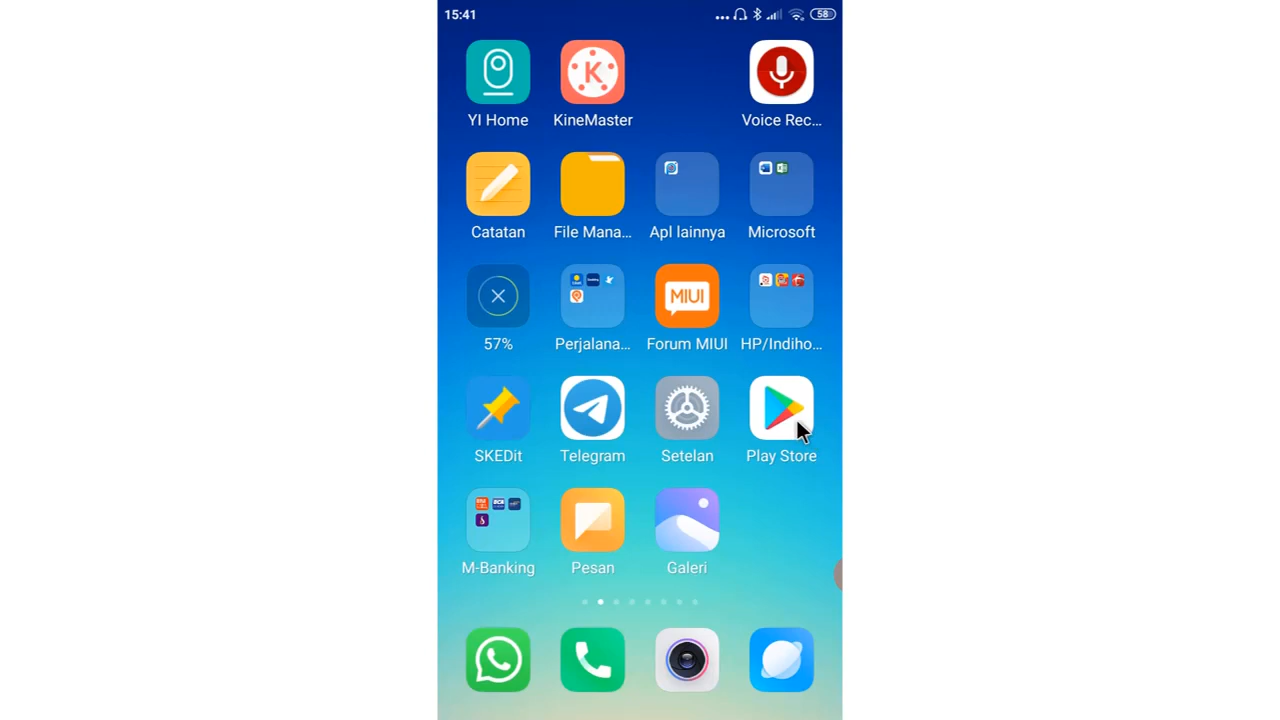 15:41
58
YI Home
KineMaster
Voice Rec...
Catatan
File Mana...
Apl lainnya
Microsoft
57%
Perjalana...
MIUI
Forum MIUI
HP/Indiho...
SKEDit
Telegram
Setelan
Play Store
M-Banking
Pesan
Galeri